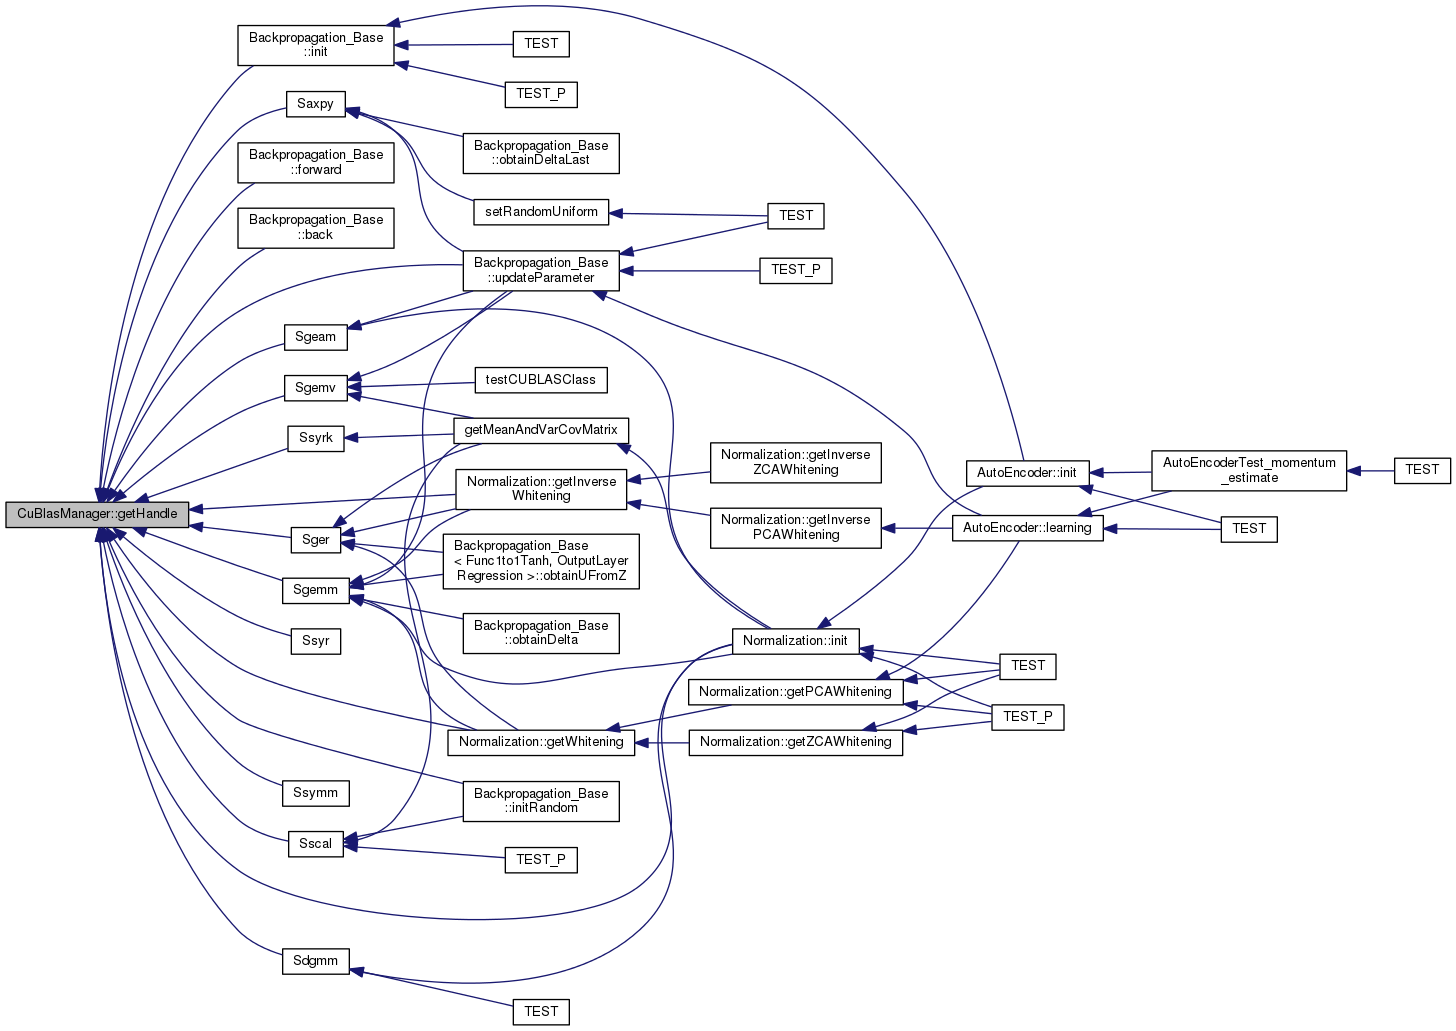 Backpropagation_Base
::init
TEST
TEST_P
Saxpy
Backpropagation_Base
::obtainDeltaLast
Backpropagation_Base
::forward
setRandomUniform
TEST
Backpropagation_Base
::back
Backpropagation_Base
::updateParameter
TEST_P
Sgeam
Sgemv
testCUBLASClass
Ssyrk
getMeanAndVarCovMatrix
Normalization::getInverse
ZCAWhitening
AutoEncoder::init
AutoEncoderTest_momentum
_estimate
TEST
Normalization::getInverse
Whitening
CuBlasManager::getHandle
Normalization::getInverse
PCAWhitening
AutoEncoder::learning
TEST
Sger
Backpropagation_Base
< Func1to1Tanh, OutputLayer
Regression >::obtainUFromZ
Sgemm
Backpropagation_Base
::obtainDelta
Ssyr
Normalization::init
TEST
Normalization::getPCAWhitening
TEST_P
Normalization::getWhitening
Normalization::getZCAWhitening
Ssymm
Backpropagation_Base
::initRandom
Sscal
TEST_P
Sdgmm
TEST